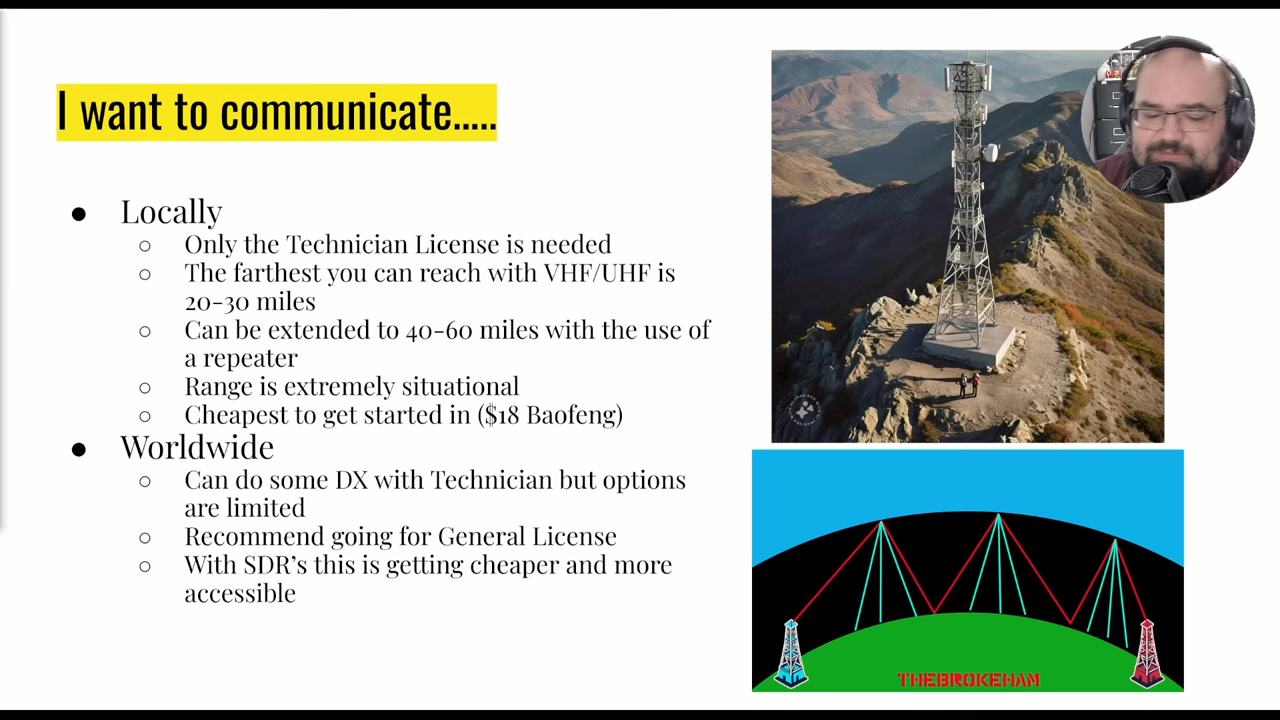 I want to communicate.....
● Locally
○ Only the Technician License is needed
○ The farthest you can reach with VHF/UHF is
20-30 miles
○ Can be extended to 40-60 miles with the use of
a repeater
○ Range is extremely situational
○ Cheapest to get started in ($18 Baofeng)
● Worldwide
○ Can do some DX with Technician but options
are limited
○ Recommend going for General License
○ With SDR's this is getting cheaper and more
accessible
THEBROKEHAM